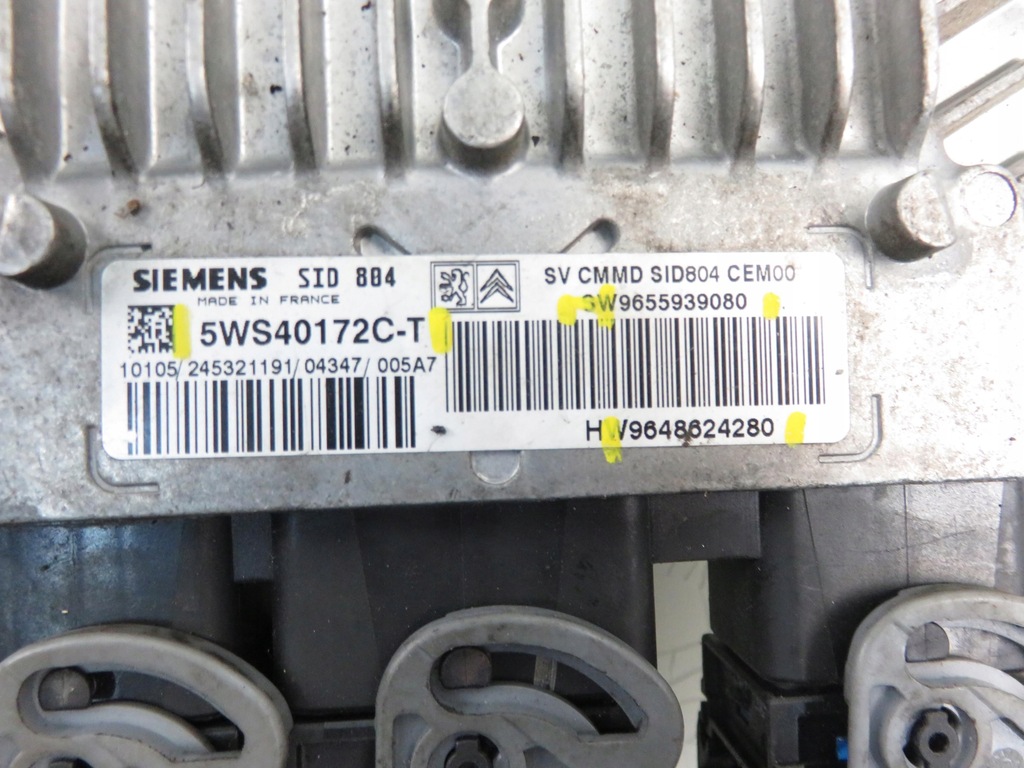 SIEMENS SID 804
MADE IN FRANCE
5WS40172C-T
10105/245321191/04347/005A7
SV CMMD SID804 CEM00
SW9655939080
HW9648624280